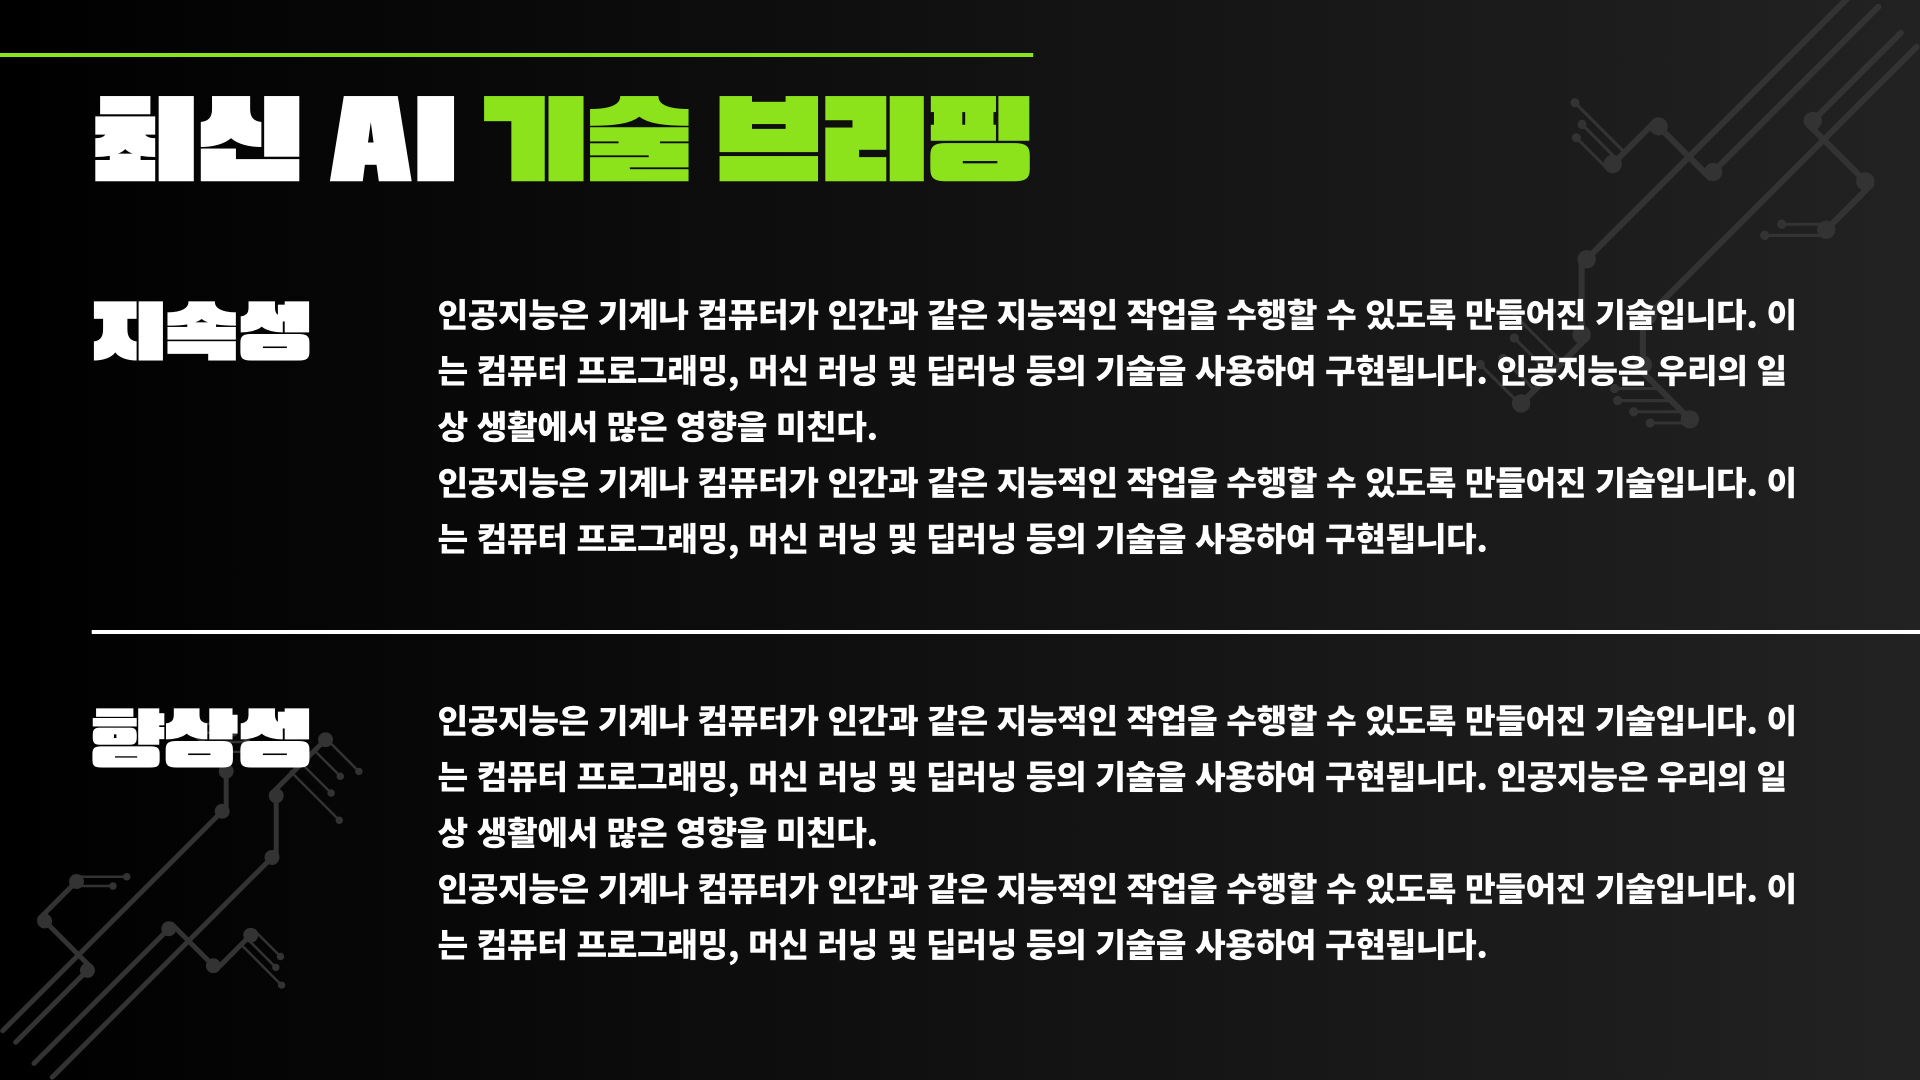 최신 AI 기술 브리핑
지속성
인공지능은 기계나 컴퓨터가 인간과 같은 지능적인 작업을 수행할 수 있도록 만들어진 기술입니다. 이
는 컴퓨터 프로그래밍, 머신 러닝 및 딥러닝 등의 기술을 사용하여 구현됩니다. 인공지능은 우리의 일
상 생활에서 많은 영향을 미친다.
인공지능은 기계나 컴퓨터가 인간과 같은 지능적인 작업을 수행할 수 있도록 만들어진 기술입니다. 이
는 컴퓨터 프로그래밍, 머신 러닝 및 딥러닝 등의 기술을 사용하여 구현됩니다.
항상성
인공지능은 기계나 컴퓨터가 인간과 같은 지능적인 작업을 수행할 수 있도록 만들어진 기술입니다. 이
는 컴퓨터 프로그래밍, 머신 러닝 및 딥러닝 등의 기술을 사용하여 구현됩니다. 인공지능은 우리의 일
상 생활에서 많은 영향을 미친다.
인공지능은 기계나 컴퓨터가 인간과 같은 지능적인 작업을 수행할 수 있도록 만들어진 기술입니다. 이
는 컴퓨터 프로그래밍, 머신 러닝 및 딥러닝 등의 기술을 사용하여 구현됩니다.